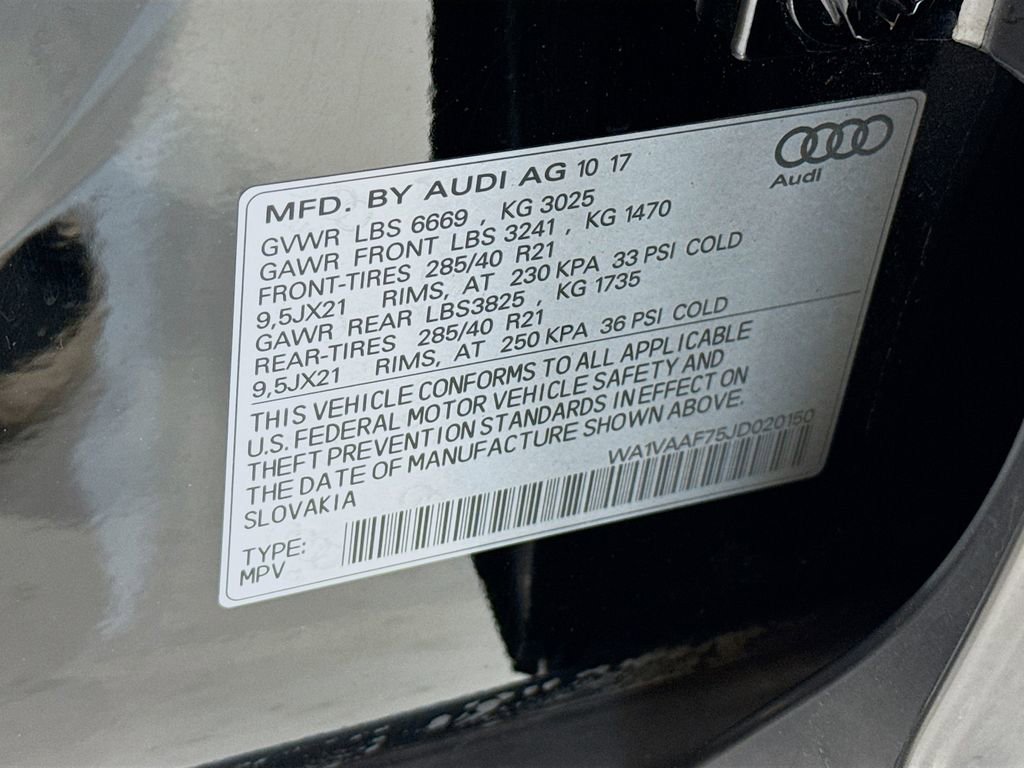 MFD. BY AUDI AG 10 17
Audi
GVWR LBS 6669 , KG 3025
GAWR FRONT LBS 3241 , KG 1470
FRONT-TIRES 285/40 R21
9,5JX21 RIMS, AT 230 KPA 33 PSI COLD
GAWR REAR LBS3825 , KG 1735
REAR-TIRES 285/40 R21
9,5JX21 RIMS, AT 250 KPA 36 PSI COLD
THIS VEHICLE CONFORMS TO ALL APPLICABLE
U.S. FEDERAL MOTOR VEHICLE SAFETY AND
THEFT PREVENTION STANDARDS IN EFFECT ON
THE DATE OF MANUFACTURE SHOWN ABOVE.
SLOVAKIA
WA1VAAF75JD020150
TYPE:
MPV